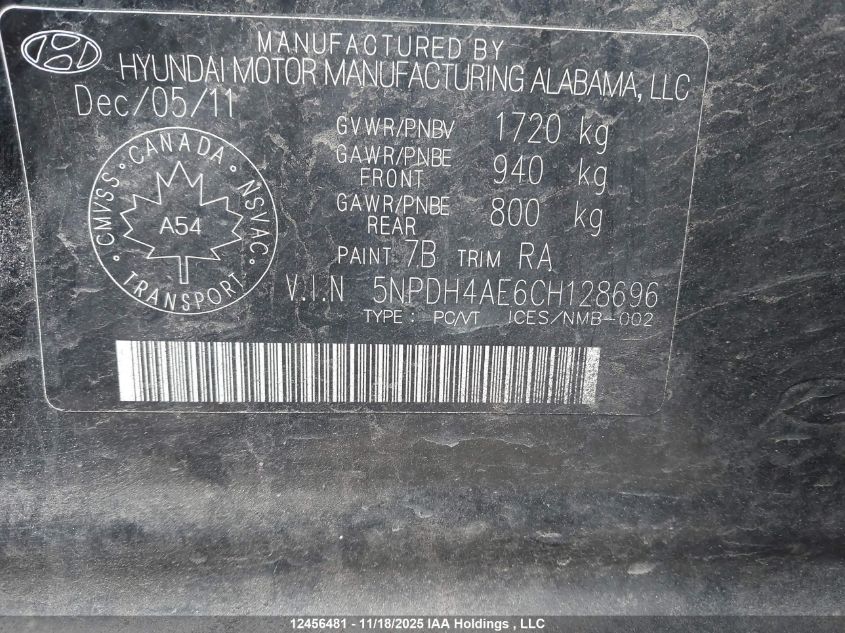 MANUFACTURED BY
HYUNDAI MOTOR MANUFACTURING ALABAMA, LLC
Dec/05/11
GVWR/PNBV 1720 kg
GAWR/PNBE FRONT 940 kg
GAWR/PNBE REAR 800 kg
PAINT 7B TRIM RA
V.I.N 5NPDH4AE6CH128696
TYPE : PC/VT ICES/NMB-002
CANADA
CMVSS NSVAC
A54
TRANSPORT
12456481 - 11/18/2025 IAA Holdings , LLC